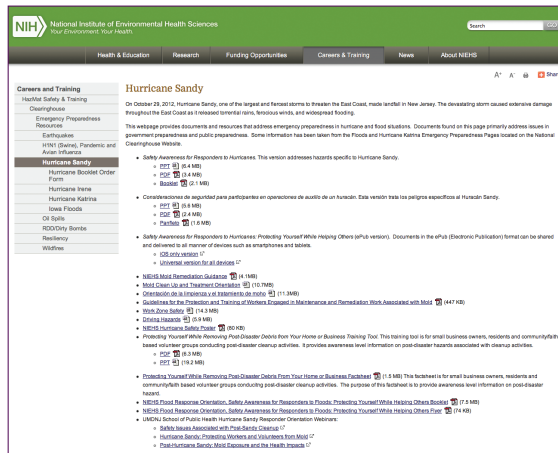 NIH National Institute of Environmental Health Sciences
Your Environment. Your Health.
Search
GO
Health & Education Research Funding Opportunities Careers & Training News About NIEHS
A+ A- Shar
Careers and Training
HazMat Safety & Training
Clearinghouse
Emergency Preparedness
Resources
Earthquakes
H1N1 (Swine), Pandemic and
Avian Influenza
Hurricane Sandy
Hurricane Booklet Order
Form
Hurricane Irene
Hurricane Katrina
Iowa Floods
Oil Spills
RDD/Dirty Bombs
Resiliency
Wildfires
Hurricane Sandy
On October 29, 2012, Hurricane Sandy, one of the largest and fiercest storms to threaten the East Coast, made landfall in New Jersey. The devastating storm caused extensive damage
throughout the East Coast as it released torrential rains, ferocious winds, and widespread flooding.
This webpage provides documents and resources that address emergency preparedness in hurricane and flood situations. Documents found on this page primarily address issues in
government preparedness and public preparedness. Some information has been taken from the Floods and Hurricane Katrina Emergency Preparedness Pages located on the National
Clearinghouse Website.
Safety Awareness for Responders to Hurricanes. This version addresses hazards specific to Hurricane Sandy.
PPT (6.4 MB)
PDF (3.4 MB)
Booklet (2.1 MB)
Consideraciones de seguridad para participantes en operaciones de auxilio de un huracán. Esta versión trata los peligros específicos al Huracán Sandy.
PPT (5.6 MB)
PDF (2.4 MB)
Panfleto (1.6 MB)
Safety Awareness for Responders to Hurricanes: Protecting Yourself While Helping Others (ePub version). Documents in the ePub (Electronic Publication) format can be shared
and delivered to all manner of devices such as smartphones and tablets.
iOS only version
Universal version for all devices
NIEHS Mold Remediation Guidance (4.1MB)
Mold Clean Up and Treatment Orientation (10.7MB)
Orientación de la limpieza y el tratamiento de moho (11.3MB)
Guidelines for the Protection and Training of Workers Engaged in Maintenance and Remediation Work Associated with Mold (447 KB)
Work Zone Safety (14.3 MB)
Driving Hazards (5.9 MB)
NIEHS Hurricane Safety Poster (60 KB)
Protecting Yourself While Removing Post-Disaster Debris from Your Home or Business Training Tool. This training tool is for small business owners, residents and community/faith
based volunteer groups conducting post-disaster cleanup activities. It provides awareness level information on post-disaster hazards associated with cleanup activities.
PDF (6.3 MB)
PPT (19.2 MB)
Protecting Yourself While Removing Post-Disaster Debris From Your Home or Business Factsheet (1.5 MB) This factsheet is for small business owners, residents and
community/faith based volunteer groups conducting post-disaster cleanup activities. The purpose of this factsheet is to provide awareness level information on post-disaster
hazard.
NIEHS Flood Response Orientation, Safety Awareness for Responders to Floods: Protecting Yourself While Helping Others Booklet (7.5 MB)
NIEHS Flood Response Orientation, Safety Awareness for Responders to Floods: Protecting Yourself While Helping Others Flyer (74 KB)
UMDNJ School of Public Health Hurricane Sandy Responder Orientation Webinars:
Safety Issues Associated with Post-Sandy Cleanup
Hurricane Sandy: Protecting Workers and Volunteers from Mold
Post-Hurricane Sandy: Mold Exposure and the Health Impacts